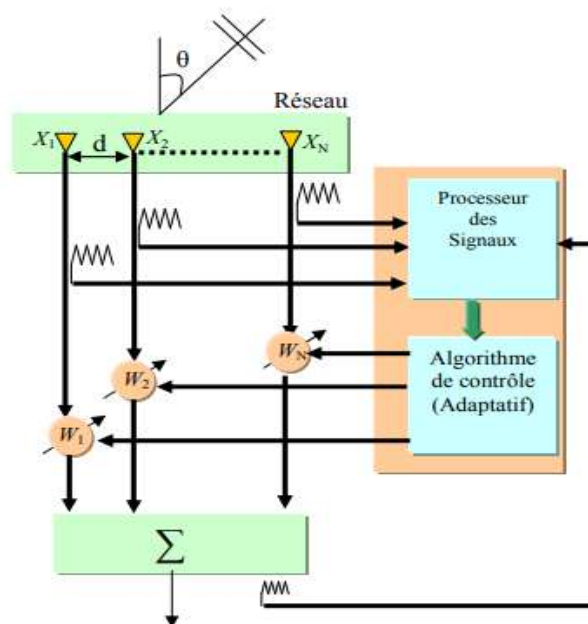 θ
Réseau
X1
d
X2
XN
Processeur
des
Signaux
WN
Algorithme
de contrôle
(Adaptatif)
W2
W1
Σ